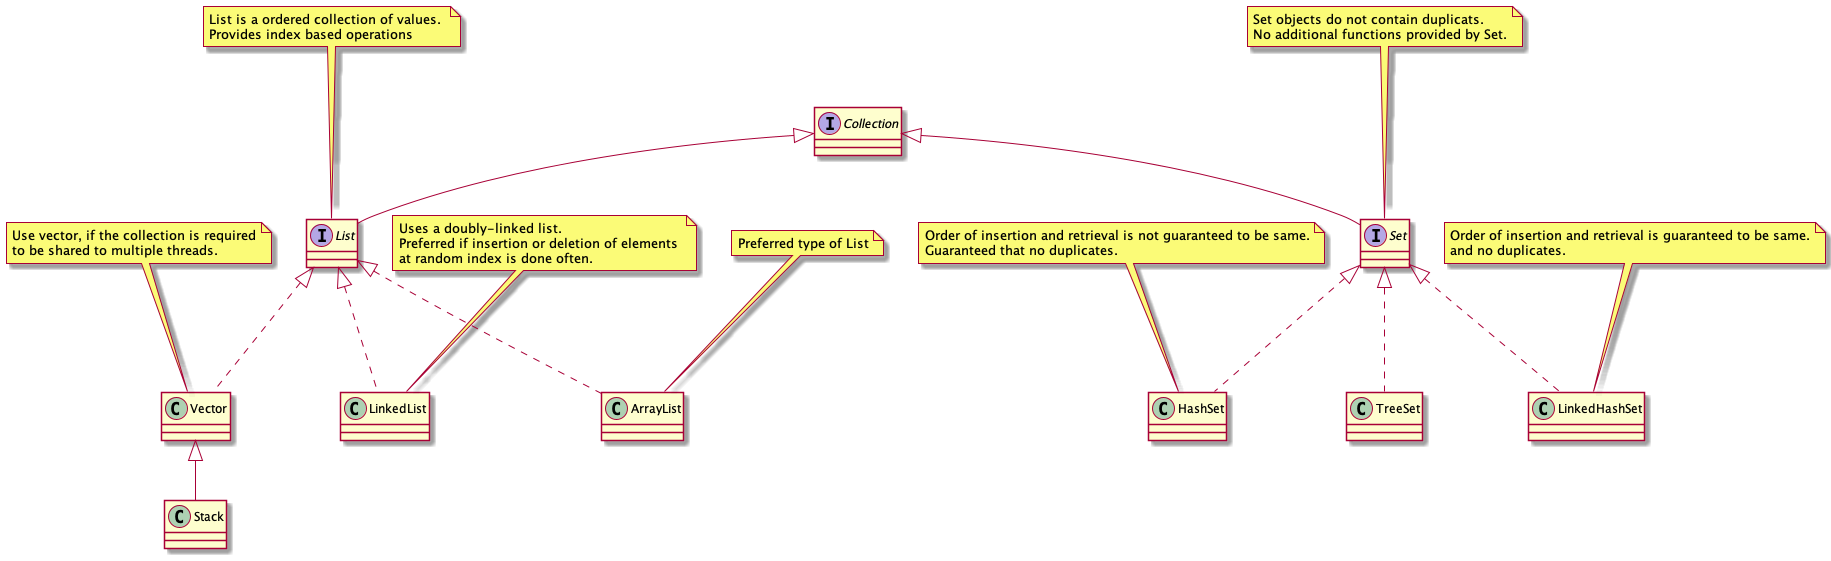 List is a ordered collection of values.
Provides index based operations
Set objects do not contain duplicats.
No additional functions provided by Set.
I Collection
Use vector, if the collection is required
to be shared to multiple threads.
I List
Uses a doubly-linked list.
Preferred if insertion or deletion of elements
at random index is done often.
Preferred type of List
Order of insertion and retrieval is not guaranteed to be same.
Guaranteed that no duplicates.
I Set
Order of insertion and retrieval is guaranteed to be same.
and no duplicates.
C Vector
C LinkedList
C ArrayList
C HashSet
C TreeSet
C LinkedHashSet
C Stack